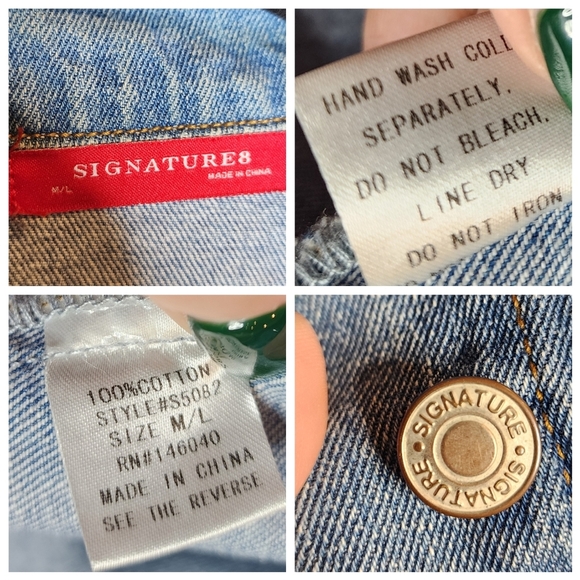 SIGNATURE8
M/L
MADE IN CHINA
HAND WASH COL
SEPARATELY.
DO NOT BLEACH.
LINE DRY
DO NOT IRON
100%COTTON
STYLE#S5082
SIZE M/L
RN#146040
MADE IN CHINA
SEE THE REVERSE
SIGNATURE • SIGNATURE •